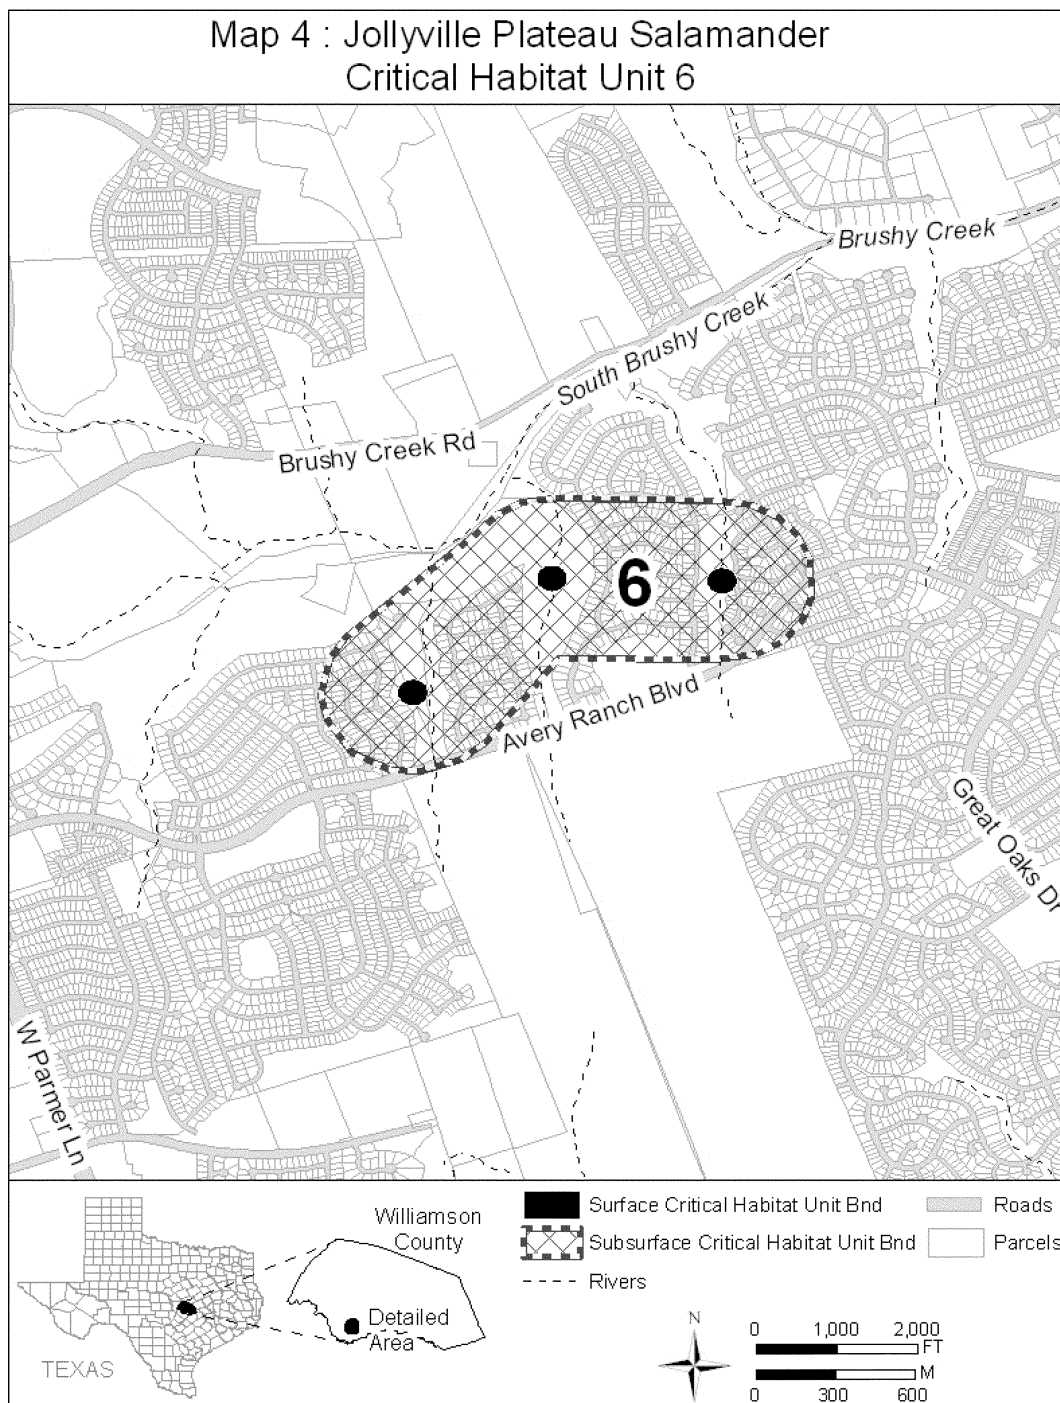 Map 4 : Jollyville Plateau Salamander
Critical Habitat Unit 6
Brushy Creek
South Brushy Creek
Brushy Creek Rd
6
Avery Ranch Blvd
Great Oaks Dr
W Parmer Ln
Williamson
County
Detailed
Area
TEXAS
Surface Critical Habitat Unit Bnd
Roads
Subsurface Critical Habitat Unit Bnd
Parcels
Rivers
N
0 1,000 2,000
FT
M
0 300 600